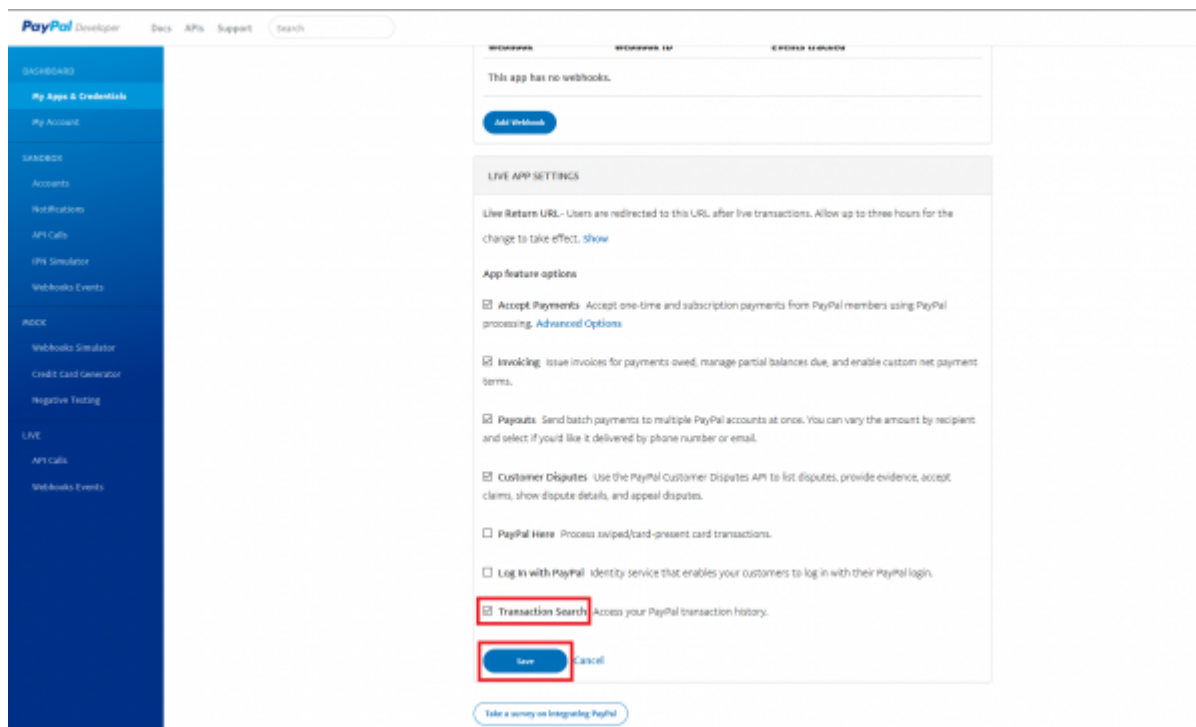 PayPal Developer
Docs APIs Support Search
DASHBOARD
My Apps & Credentials
My Account
SANDBOX
Accounts
Notifications
API Calls
IPN Simulator
Webhooks Events
MOCK
Webhooks Simulator
Credit Card Generator
Negative Testing
LIVE
API Calls
Webhooks Events
Webhook Webhook ID Events tracked
This app has no webhooks.
Add Webhook
LIVE APP SETTINGS
Live Return URL- Users are redirected to this URL after live transactions. Allow up to three hours for the
change to take effect. Show
App feature options
Accept Payments Accept one-time and subscription payments from PayPal members using PayPal
processing. Advanced Options
Invoicing Issue invoices for payments owed, manage partial balances due, and enable custom net payment
terms.
Payouts Send batch payments to multiple PayPal accounts at once. You can vary the amount by recipient
and select if you'd like it delivered by phone number or email.
Customer Disputes Use the PayPal Customer Disputes API to list disputes, provide evidence, accept
claims, show dispute details, and appeal disputes.
PayPal Here Process swiped/card-present card transactions.
Log In with PayPal Identity service that enables your customers to log in with their PayPal login.
Transaction Search Access your PayPal transaction history.
Save Cancel
Take a survey on integrating PayPal